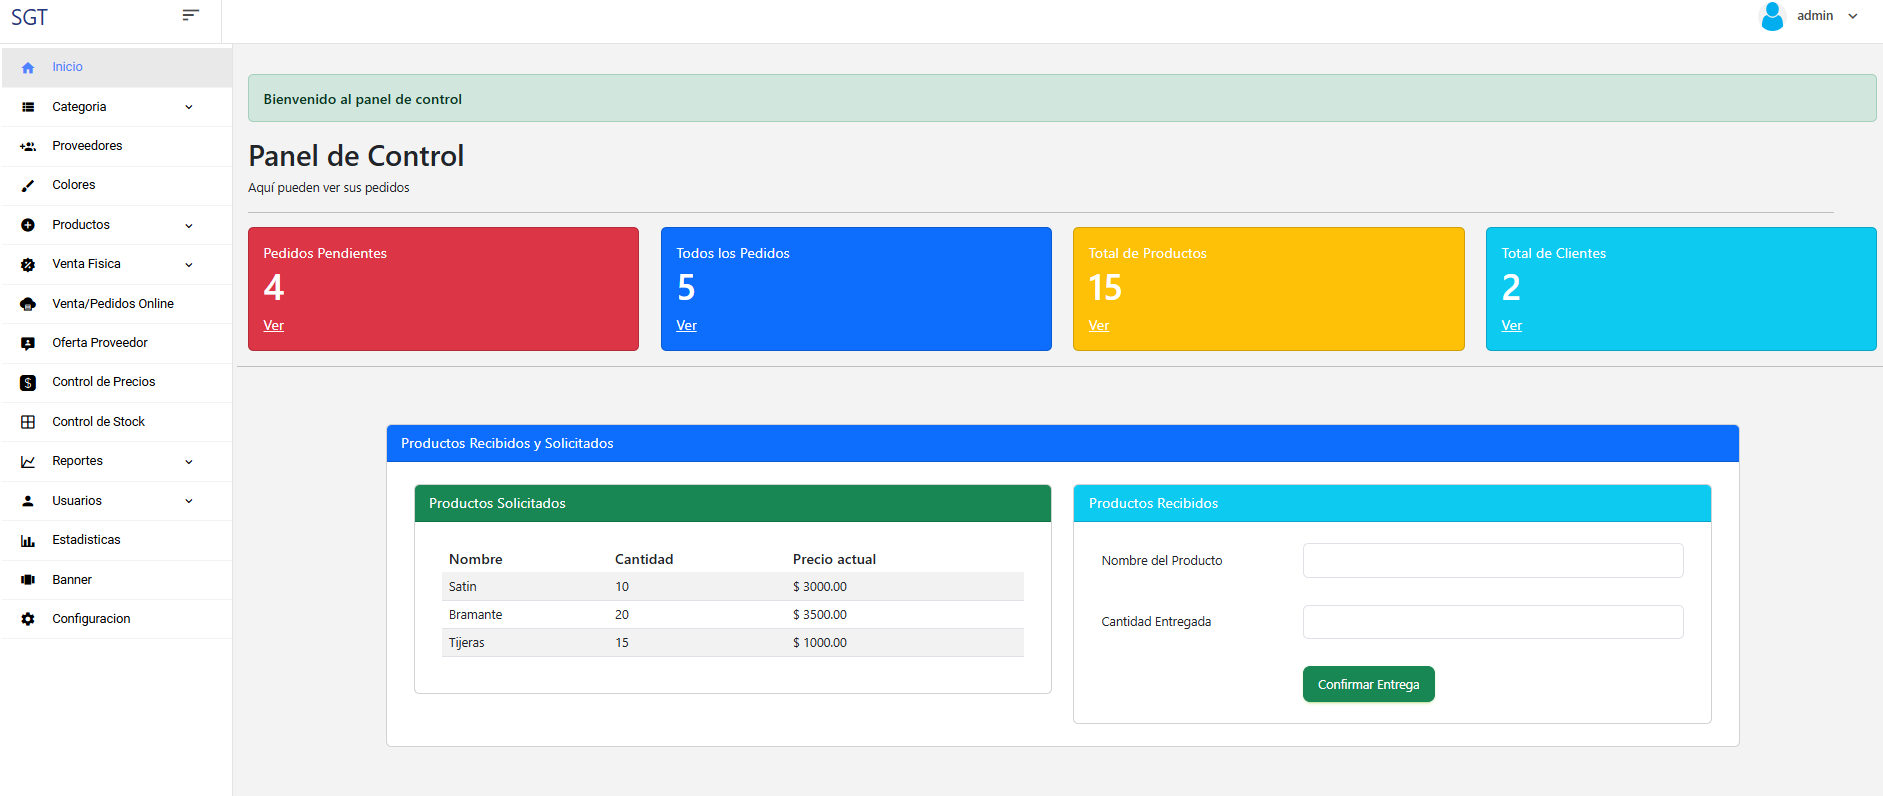 SGT
admin
Inicio
Categoria
Proveedores
Colores
Productos
Venta Fisica
Venta/Pedidos Online
Oferta Proveedor
Control de Precios
Control de Stock
Reportes
Usuarios
Estadisticas
Banner
Configuracion
Bienvenido al panel de control
Panel de Control
Aquí pueden ver sus pedidos
Pedidos Pendientes
4
Ver
Todos los Pedidos
5
Ver
Total de Productos
15
Ver
Total de Clientes
2
Ver
Productos Recibidos y Solicitados
Productos Solicitados
Nombre Cantidad Precio actual
Satin 10 $ 3000.00
Bramante 20 $ 3500.00
Tijeras 15 $ 1000.00
Productos Recibidos
Nombre del Producto
Cantidad Entregada
Confirmar Entrega